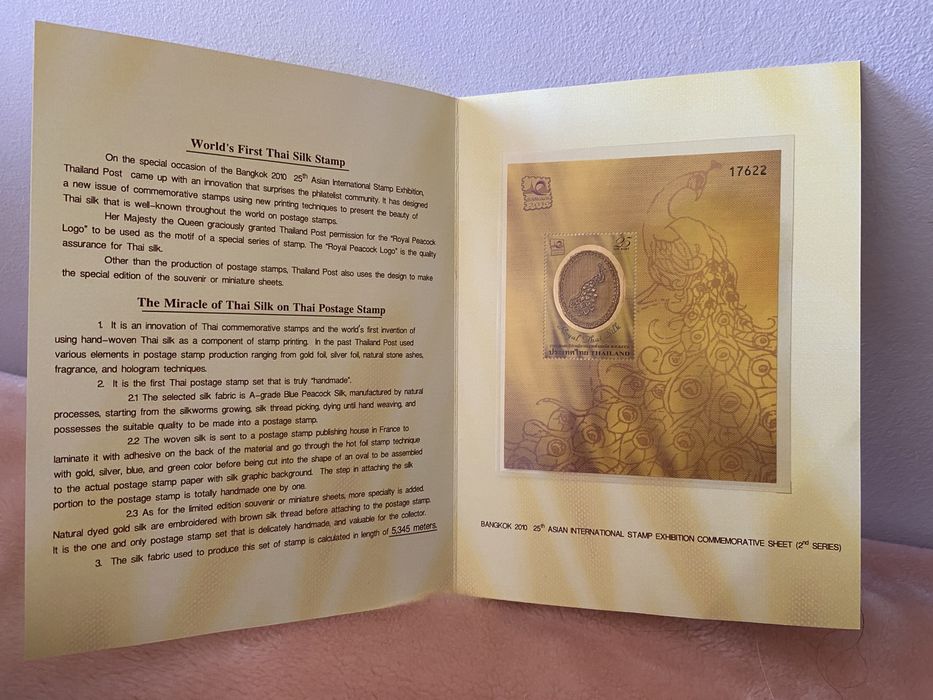 World's First Thai Silk Stamp
On the special occasion of the Bangkok 2010 25th Asian International Stamp Exhibition,
Thailand Post came up with an innovation that surprises the philatelist community. It has designed
a new issue of commemorative stamps using new printing techniques to present the beauty of
Thai silk that is well-known throughout the world on postage stamps.
Her Majesty the Queen graciously granted Thailand Post permission for the "Royal Peacock
Logo" to be used as the motif of a special series of stamp. The "Royal Peacock Logo" is the quality
assurance for Thai silk.
Other than the production of postage stamps, Thailand Post also uses the design to make
the special edition of the souvenir or miniature sheets.
The Miracle of Thai Silk on Thai Postage Stamp
1. It is an innovation of Thai commemorative stamps and the world's first invention of
using hand-woven Thai silk as a component of stamp printing. In the past Thailand Post used
various elements in postage stamp production ranging from gold foil, silver foil, natural stone ashes,
fragrance, and hologram techniques.
2. It is the first Thai postage stamp set that is truly "handmade".
2.1 The selected silk fabric is A-grade Blue Peacock Silk, manufactured by natural
processes, starting from the silkworms growing, silk thread picking, dying until hand weaving, and
possesses the suitable quality to be made into a postage stamp.
2.2 The woven silk is sent to a postage stamp publishing house in France to
laminate it with adhesive on the back of the material and go through the hot foil stamp technique
with gold, silver, blue, and green color before being cut into the shape of an oval to be assembled
to the actual postage stamp paper with silk graphic background. The step in attaching the silk
portion to the postage stamp is totally handmade one by one.
2.3 As for the limited edition souvenir or miniature sheets, more specialty is added.
Natural dyed gold silk are embroidered with brown silk thread before attaching to the postage stamp.
It is the one and only postage stamp set that is delicately handmade, and valuable for the collector.
3. The silk fabric used to produce this set of stamp is calculated in length of 5,345 meters.
17622
25
Royal Thai Silk
ประเทศไทย THAILAND
BANGKOK 2010 25th ASIAN INTERNATIONAL STAMP EXHIBITION COMMEMORATIVE SHEET (2nd SERIES)